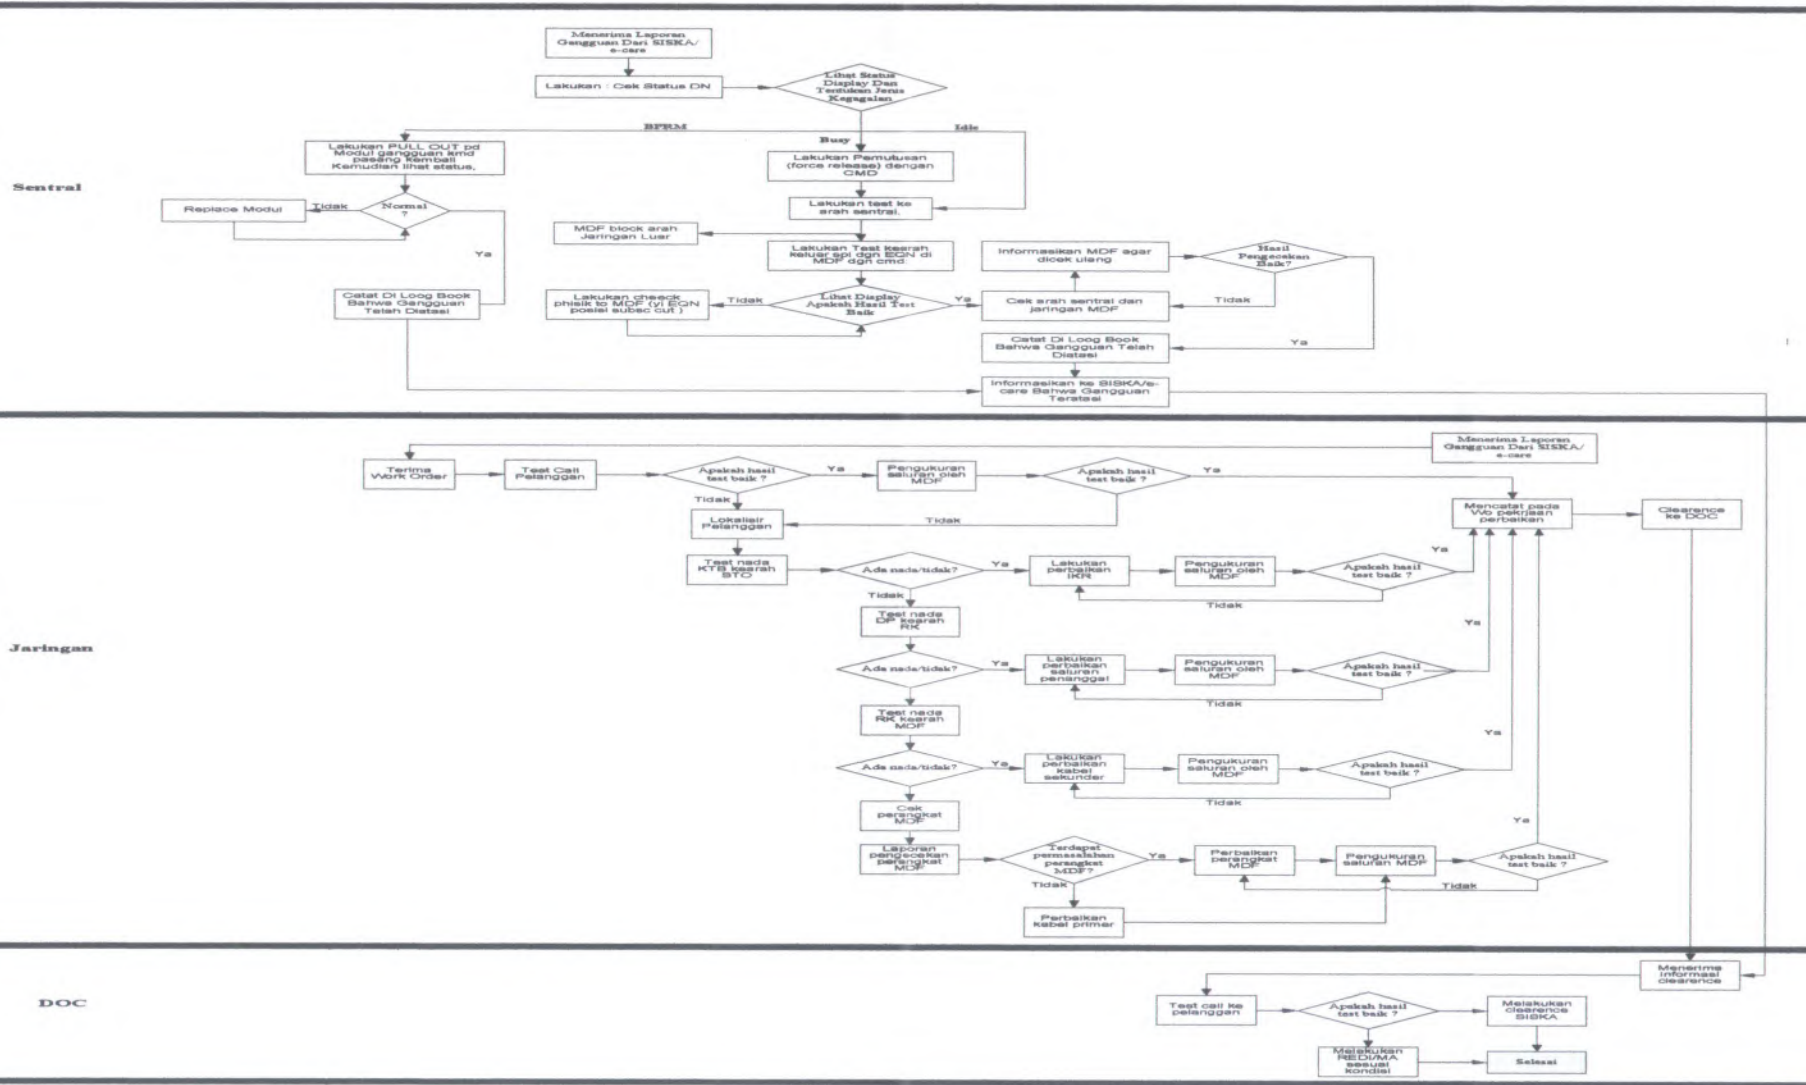 Menerima Laporan
Gangguan Dari SISKA/
e-care
Lakukan : Cek Status DN
Lihat Status
Display Dan
Tentukan Jenis
Kegagalan
BPRM
Busy
Idle
Lakukan PULL OUT pd
Modul gangguan kmd
pasang kembali
Kemudian lihat status,
Lakukan Pemutusan
(force release) dengan
CMD
Sentral
Replace Modul
Tidak
Normal
?
Ya
Lakukan test ke
arah sentral.
MDF block arah
Jaringan Luar
Lakukan Test kearah
keluar spi dgn EQN di
MDF dgn cmd
Informasikan MDF agar
dicek ulang
Hasil
Pengecekan
Baik?
Catat Di Loog Book
Bahwa Gangguan
Telah Diatasi
Lakukan cheeck
phisik to MDF (yi EQN
posisi subsc cut )
Tidak
Lihat Display
Apakah Hasil Test
Baik
Ya
Cek arah sentral dan
jaringan MDF
Tidak
Catat Di Loog Book
Bahwa Gangguan Telah
Diatasi
Ya
Informasikan ke SISKA/e-
care Bahwa Gangguan
Teratasi
Menerima Laporan
Gangguan Dari SISKA/
e-care
Terima
Work Order
Test Call
Pelanggan
Apakah hasil
test baik ?
Ya
Pengukuran
saluran oleh
MDF
Apakah hasil
test baik ?
Ya
Tidak
Lokalisir
Pelanggan
Tidak
Mencatat pada
Wo pekrjaan
perbaikan
Clearence
ke DOC
Test nada
KTB kearah
STO
Ada nada/tidak?
Ya
Lakukan
perbaikan
IKR
Pengukuran
saluran oleh
MDF
Apakah hasil
test baik ?
Ya
Tidak
Tidak
Test nada
DP kearah
RK
Ya
Jaringan
Ada nada/tidak?
Ya
Lakukan
perbaikan
saluran
penanggal
Pengukuran
saluran oleh
MDF
Apakah hasil
test baik ?
Tidak
Test nada
RK kearah
MDF
Ya
Ada nada/tidak?
Ya
Lakukan
perbaikan
kabel
sekunder
Pengukuran
saluran oleh
MDF
Apakah hasil
test baik ?
Tidak
Cek
perangkat
MDF
Ya
Laporan
pengecekan
perangkat
MDF
Terdapat
permasalahan
perangkat
MDF?
Ya
Perbaikan
perangkat
MDF
Pengukuran
saluran MDF
Apakah hasil
test baik ?
Tidak
Tidak
Perbaikan
kabel primer
Menerima
informasi
clearence
DOC
Test call ke
pelanggan
Apakah hasil
test baik ?
Melakukan
clearence
SISKA
Melakukan
REDI/MA
sesuai
kondisi
Selesai